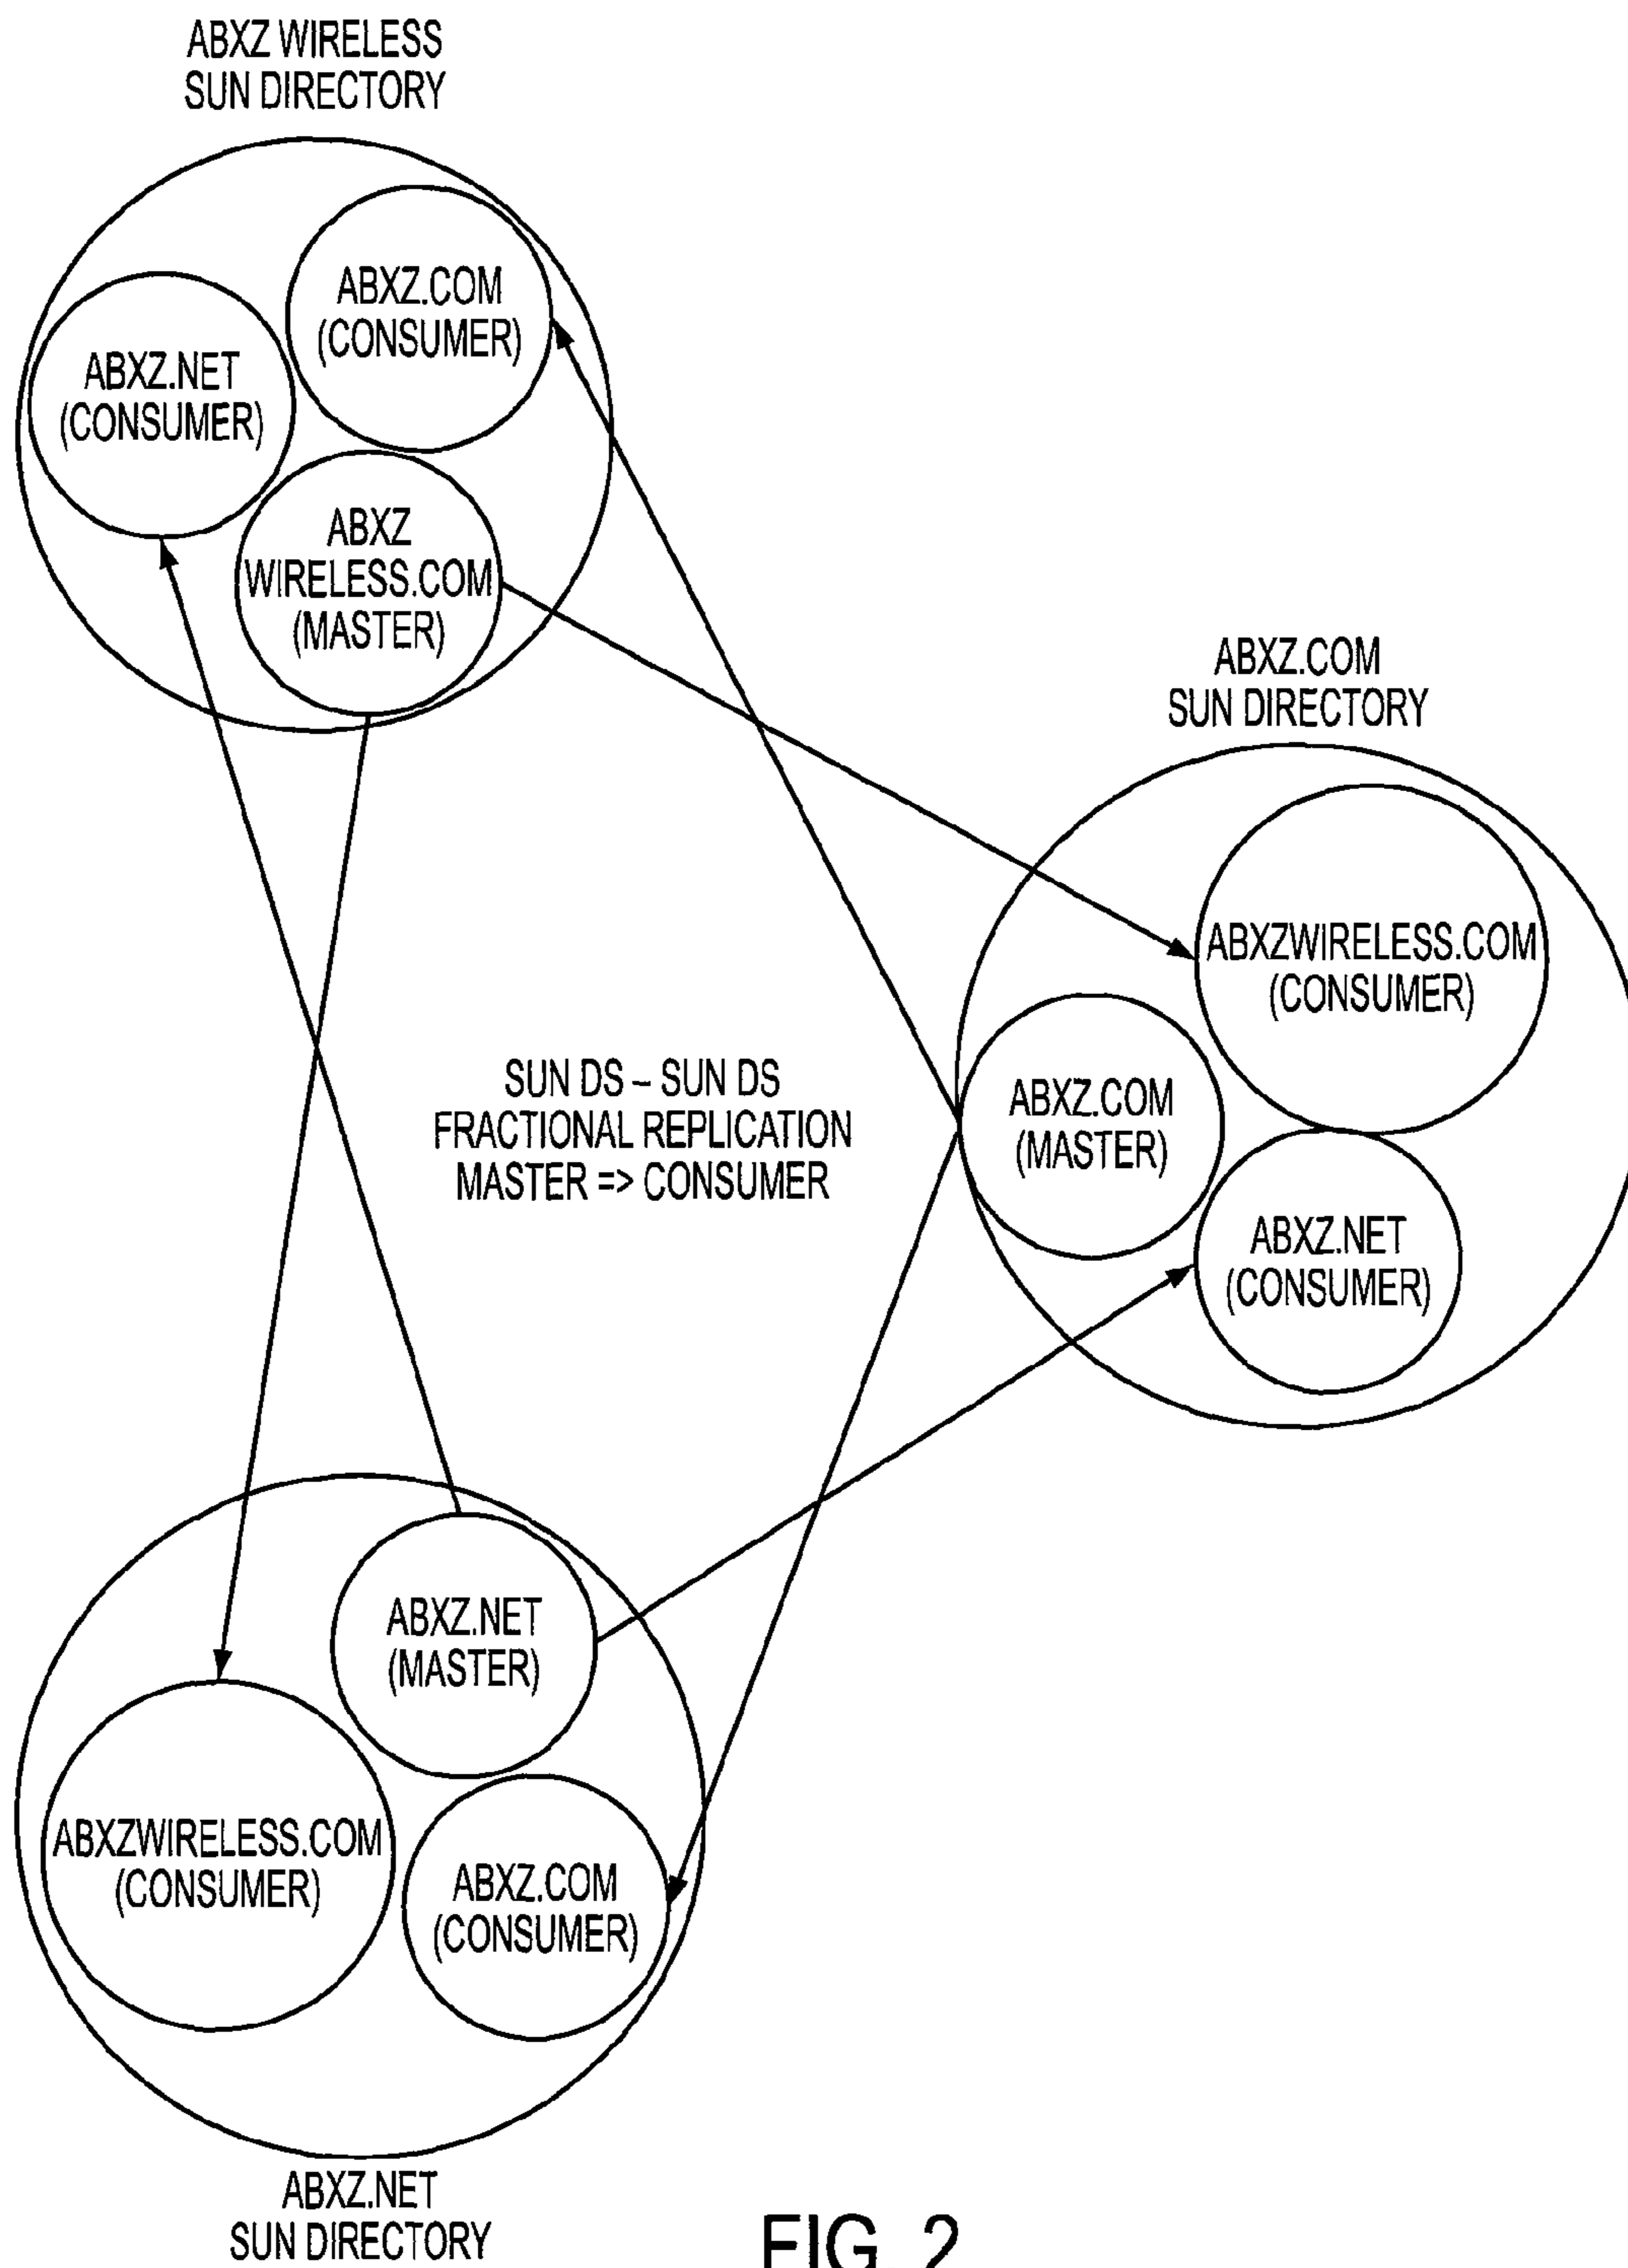 ABXZ WIRELESS
SUN DIRECTORY
ABXZ.COM
(CONSUMER)
ABXZ.NET
(CONSUMER)
ABXZ
WIRELESS.COM
(MASTER)
ABXZ.COM
SUN DIRECTORY
ABXZWIRELESS.COM
(CONSUMER)
ABXZ.COM
(MASTER)
ABXZ.NET
(CONSUMER)
SUN DS – SUN DS
FRACTIONAL REPLICATION
MASTER => CONSUMER
ABXZ.NET
(MASTER)
ABXZWIRELESS.COM
(CONSUMER)
ABXZ.COM
(CONSUMER)
ABXZ.NET
SUN DIRECTORY
FIG. 2